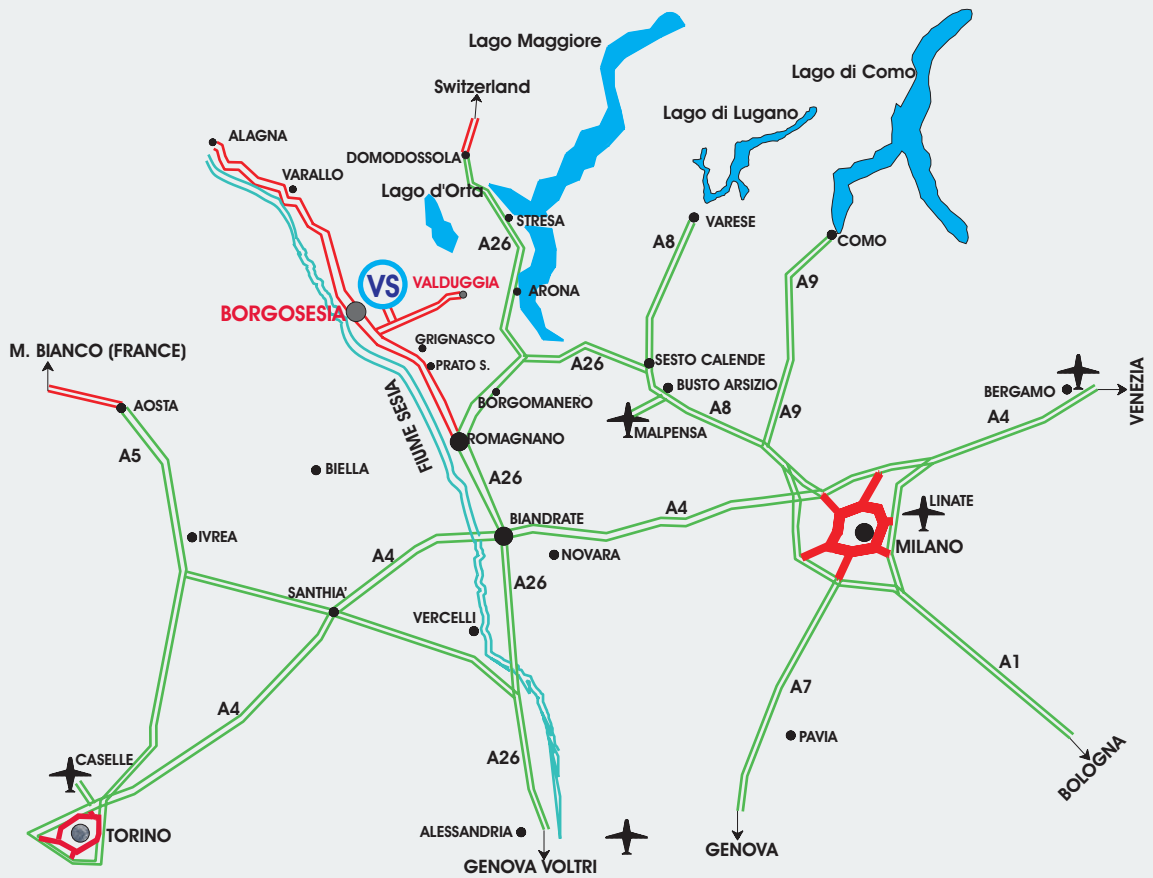 Lago Maggiore
Lago di Como
Switzerland
Lago di Lugano
ALAGNA
DOMODOSSOLA
VARALLO
Lago d'Orta
STRESA
VARESE
A26
A8
COMO
VS
VALDUGGIA
A9
ARONA
BORGOSESIA
GRIGNASCO
M. BIANCO (FRANCE)
PRATO S.
A26
SESTO CALENDE
BUSTO ARSIZIO
BERGAMO
VENEZIA
AOSTA
BORGOMANERO
A8
A9
A4
MALPENSA
FIUME SESIA
ROMAGNANO
A5
BIELLA
A26
LINATE
A4
BIANDRATE
IVREA
A4
NOVARA
MILANO
A26
SANTHIA'
VERCELLI
A1
A7
A4
PAVIA
A26
CASELLE
BOLOGNA
TORINO
ALESSANDRIA
GENOVA
GENOVA VOLTRI